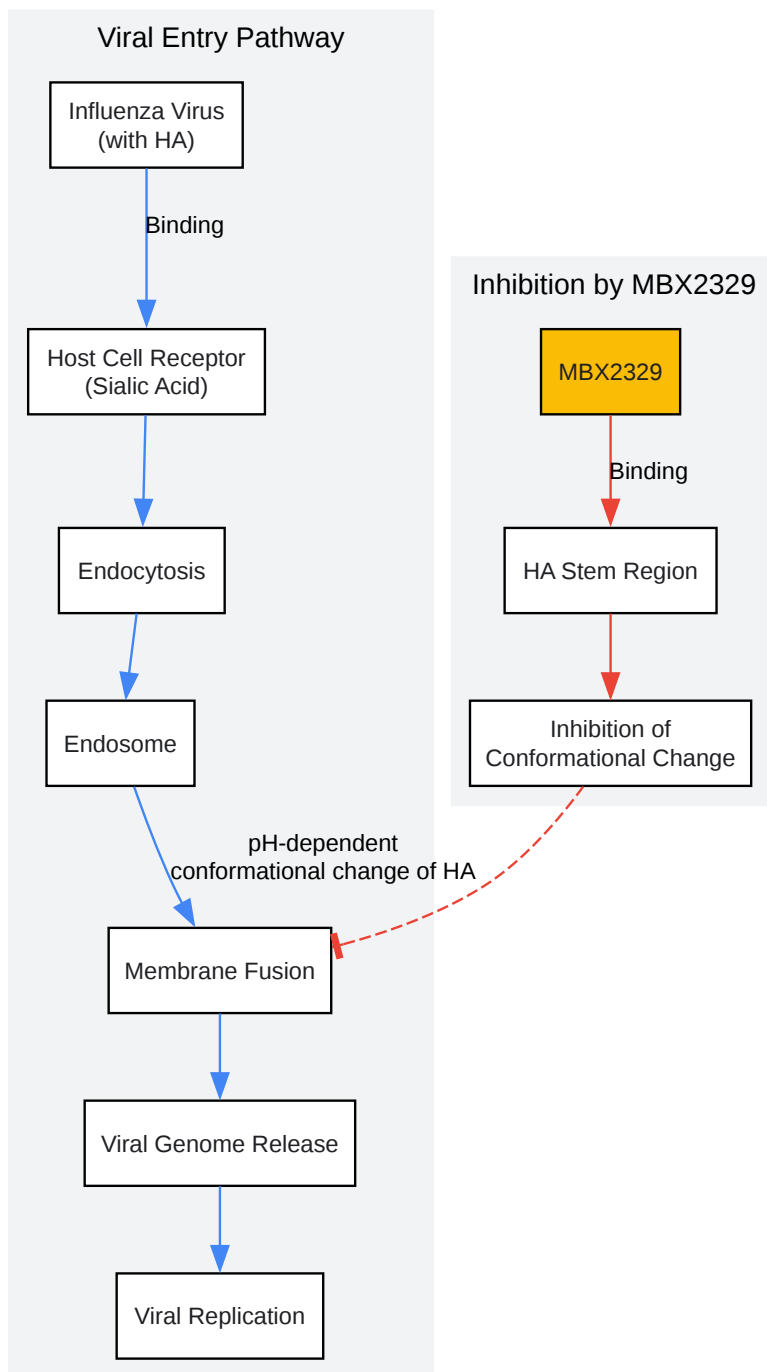 Viral Entry Pathway
Influenza Virus
(with HA)
Binding
Host Cell Receptor
(Sialic Acid)
Endocytosis
Endosome
pH-dependent
conformational change of HA
Membrane Fusion
Viral Genome Release
Viral Replication
Inhibition by MBX2329
MBX2329
Binding
HA Stem Region
Inhibition of
Conformational Change